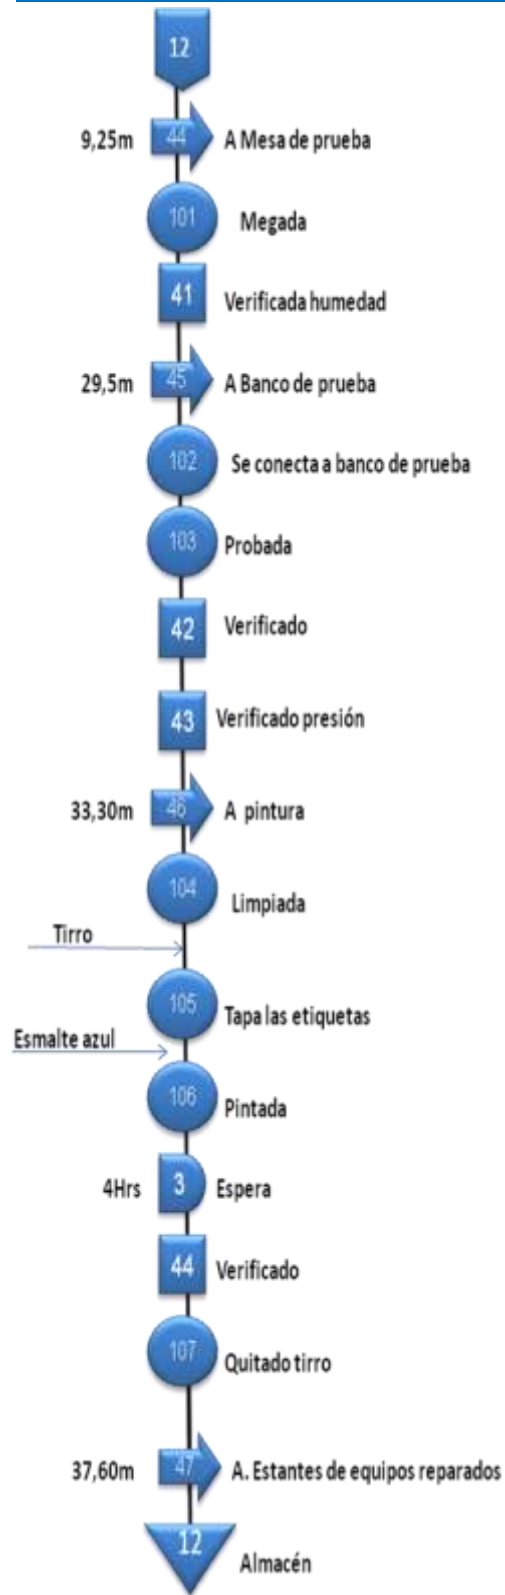 12
9,25m 44 A Mesa de prueba
101 Megada
41 Verificada humedad
29,5m 45 A Banco de prueba
102 Se conecta a banco de prueba
103 Probada
42 Verificado
43 Verificado presión
33,30m 46 A pintura
104 Limpiada
Tirro
105 Tapa las etiquetas
Esmalte azul
106 Pintada
4Hrs 3 Espera
44 Verificado
107 Quitado tirro
37,60m 47 A. Estantes de equipos reparados
12 Almacén